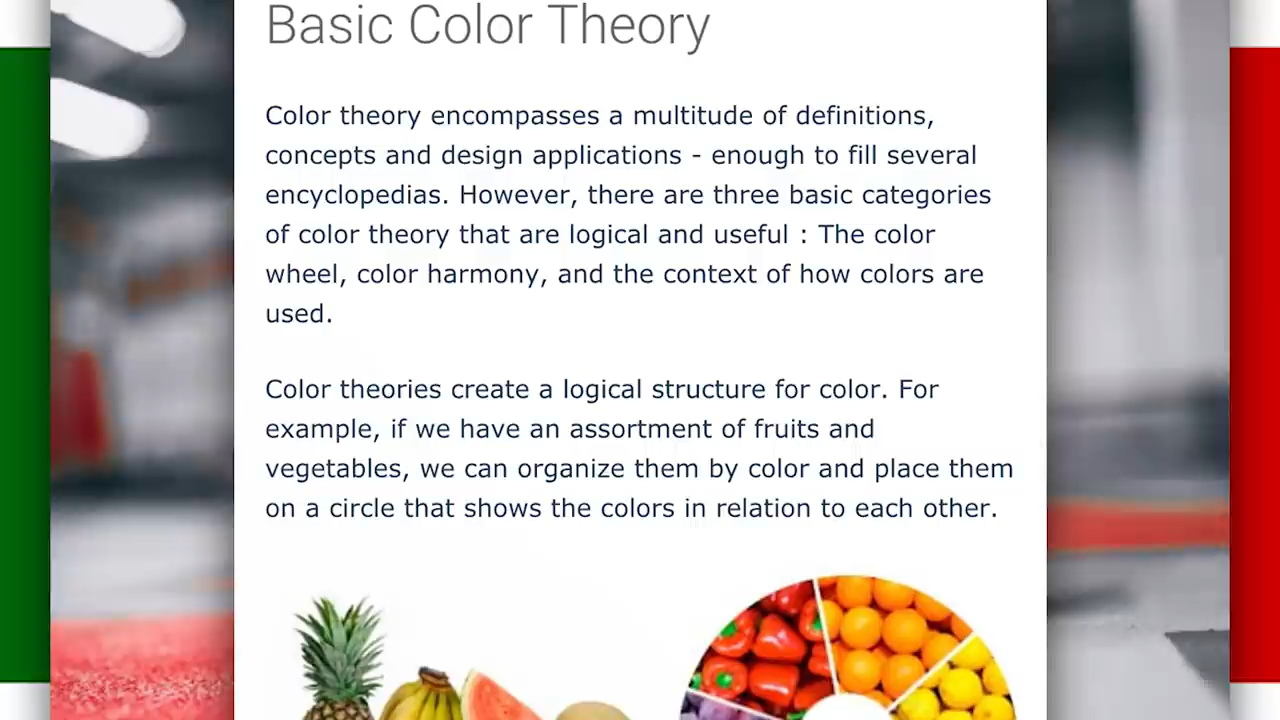 Basic Color Theory
Color theory encompasses a multitude of definitions,
concepts and design applications - enough to fill several
encyclopedias. However, there are three basic categories
of color theory that are logical and useful : The color
wheel, color harmony, and the context of how colors are
used.
Color theories create a logical structure for color. For
example, if we have an assortment of fruits and
vegetables, we can organize them by color and place them
on a circle that shows the colors in relation to each other.